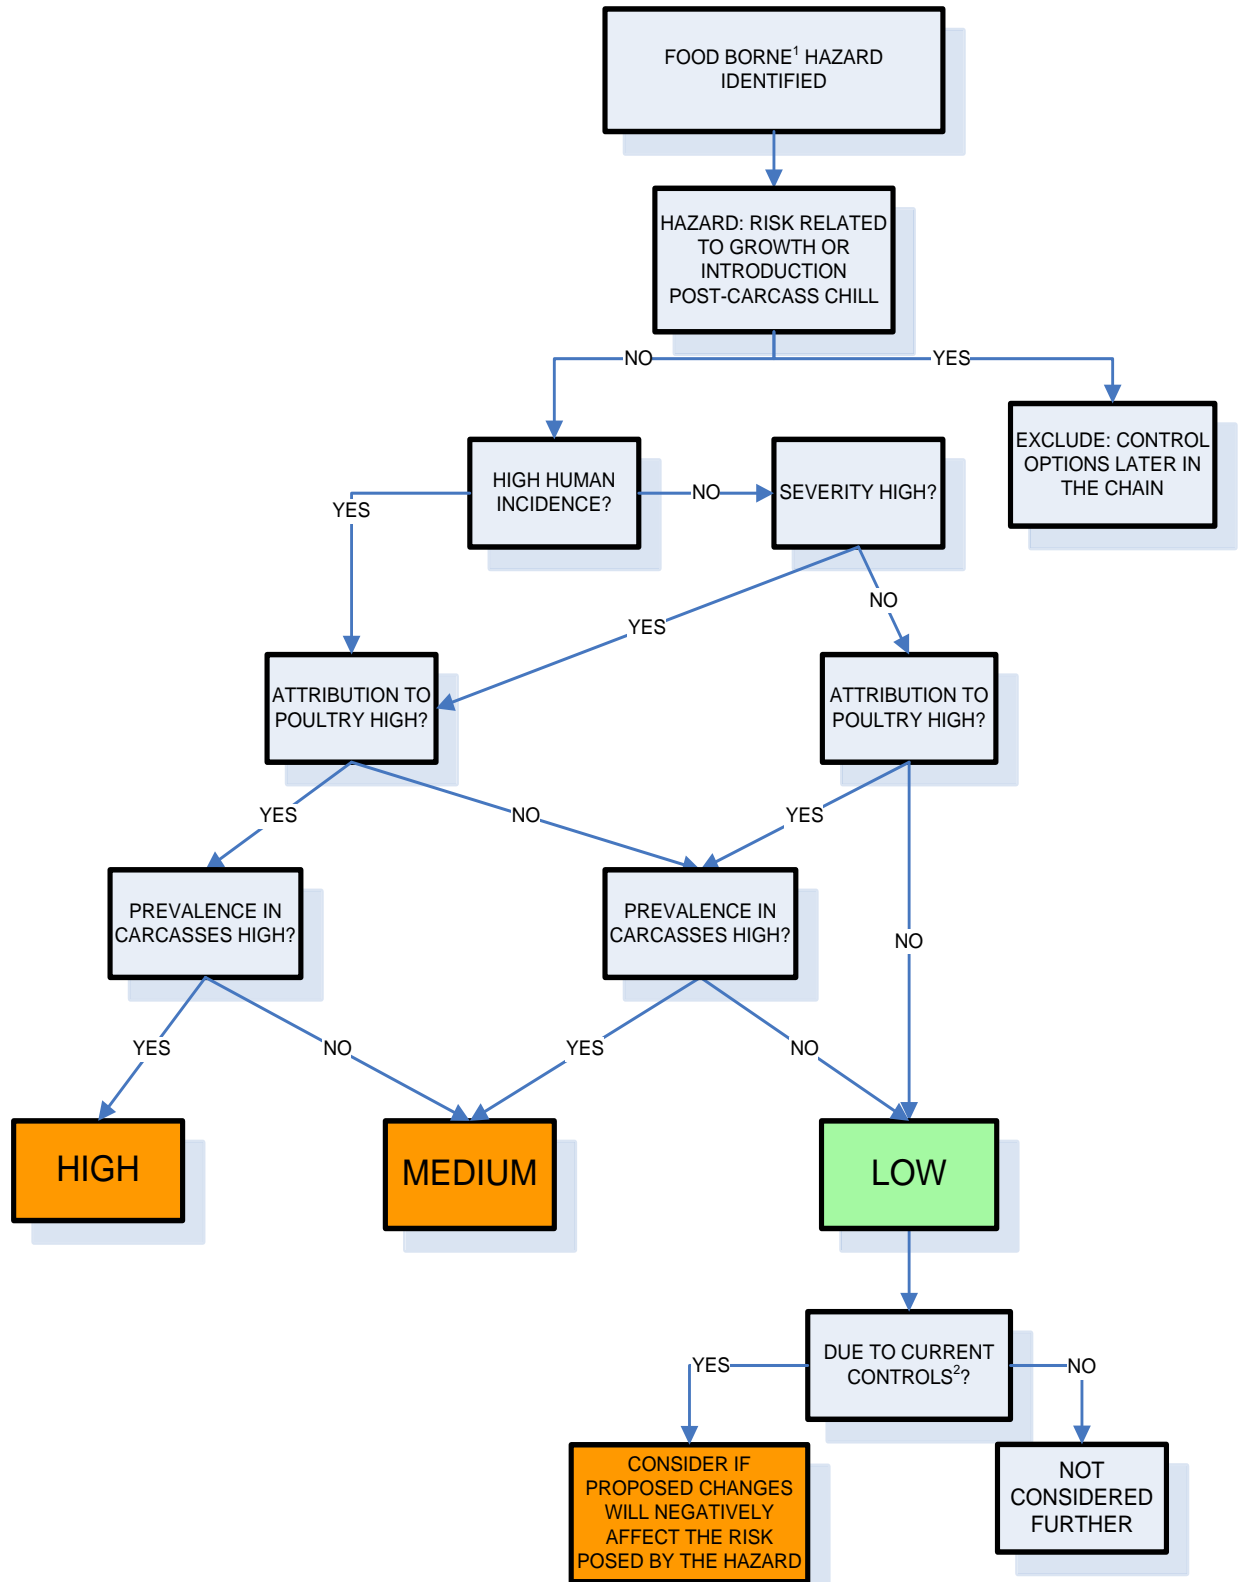 FOOD BORNE¹ HAZARD
IDENTIFIED
HAZARD: RISK RELATED
TO GROWTH OR
INTRODUCTION
POST-CARCASS CHILL
NO
YES
HIGH HUMAN
INCIDENCE?
NO
SEVERITY HIGH?
EXCLUDE: CONTROL
OPTIONS LATER IN
THE CHAIN
YES
NO
YES
ATTRIBUTION TO
POULTRY HIGH?
ATTRIBUTION TO
POULTRY HIGH?
YES
NO
YES
PREVALENCE IN
CARCASSES HIGH?
PREVALENCE IN
CARCASSES HIGH?
NO
YES
NO
YES
NO
HIGH
MEDIUM
LOW
DUE TO CURRENT
CONTROLS²?
YES
NO
CONSIDER IF
PROPOSED CHANGES
WILL NEGATIVELY
AFFECT THE RISK
POSED BY THE HAZARD
NOT
CONSIDERED
FURTHER